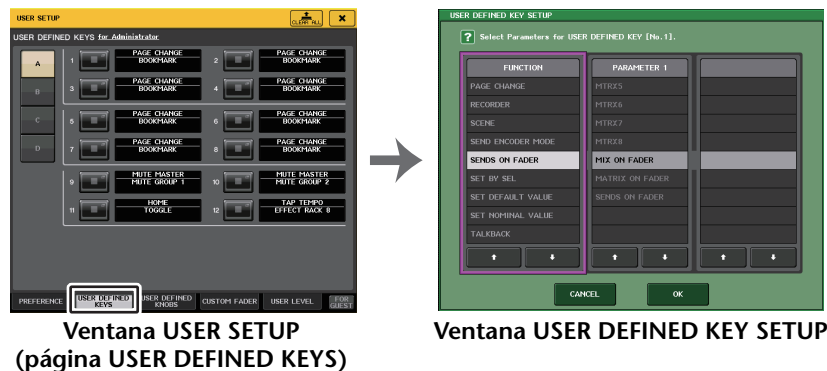 USER SETUP
CLEAR ALL
USER DEFINED KEYS for Administrator
A
B
C
D
1 PAGE CHANGE BOOKMARK
2 PAGE CHANGE BOOKMARK
3 PAGE CHANGE BOOKMARK
4 PAGE CHANGE BOOKMARK
5 PAGE CHANGE BOOKMARK
6 PAGE CHANGE BOOKMARK
7 PAGE CHANGE BOOKMARK
8 PAGE CHANGE BOOKMARK
9 MUTE MASTER MUTE GROUP 1
10 MUTE MASTER MUTE GROUP 2
11 HOME TOGGLE
12 TAP TEMPO EFFECT RACK 8
PREFERENCE
USER DEFINED KEYS
USER DEFINED KNOBS
CUSTOM FADER
USER LEVEL
FOR GUEST
Ventana USER SETUP
(página USER DEFINED KEYS)
USER DEFINED KEY SETUP
? Select Parameters for USER DEFINED KEY [No.1].
FUNCTION
PAGE CHANGE
RECORDER
SCENE
SEND ENCODER MODE
SENDS ON FADER
SET BY SEL
SET DEFAULT VALUE
SET NOMINAL VALUE
TALKBACK
PARAMETER 1
MTRX5
MTRX6
MTRX7
MTRX8
MIX ON FADER
MATRIX ON FADER
SENDS ON FADER
CANCEL
OK
Ventana USER DEFINED KEY SETUP